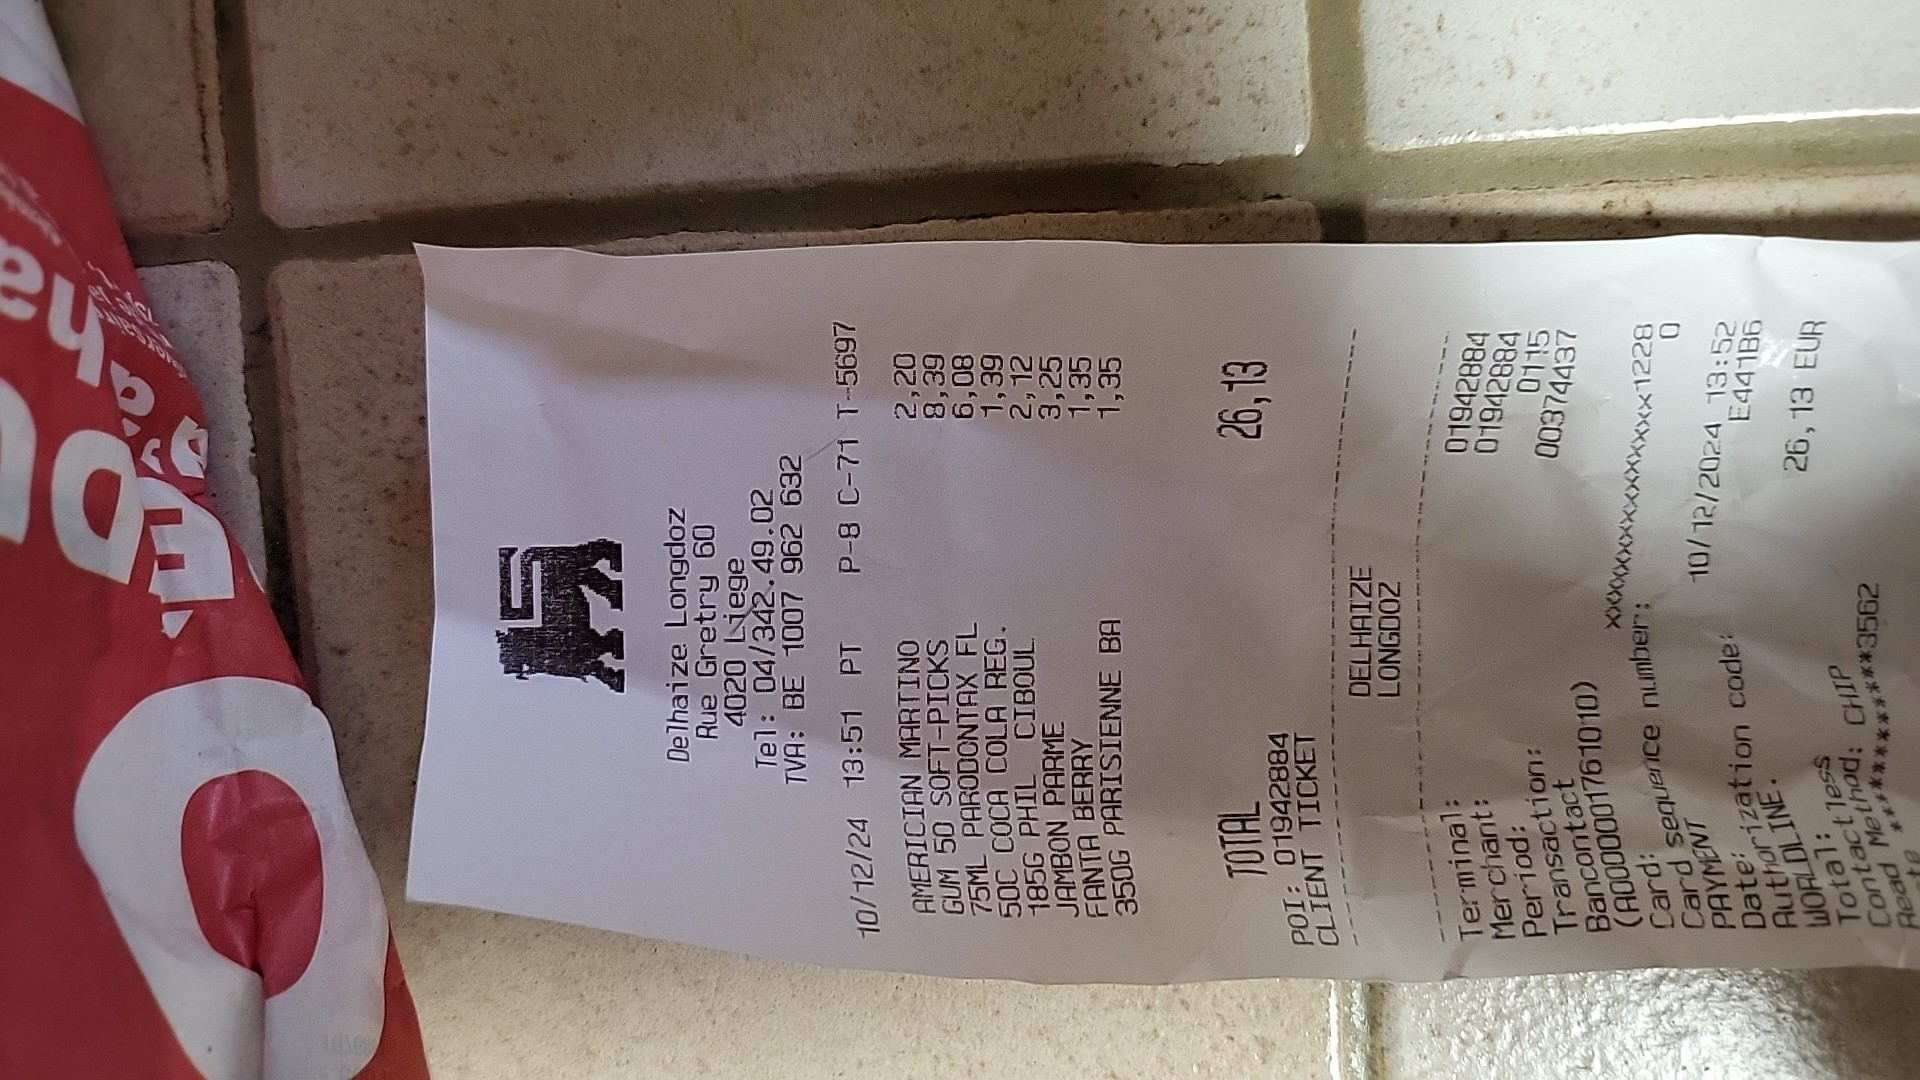 Delhaize Longdoz
Rue Gretry 60
4020 Liege
Tel: 04/342.49.02
TVA: BE 1007 962 632
10/12/24 13:51 PT P-8 C-71 T-5697
AMERICIAN MARTINO 2,20
GUM 50 SOFT-PICKS 8,39
75ML PARODONTAX FL 6,08
50C COCA COLA REG. 1,39
185G PHIL CIBOUL 2,12
JAMBON PARME 3,25
FANTA BERRY 1,35
350G PARISIENNE BA 1,35
TOTAL 26,13
POI: 01942884
CLIENT TICKET
DELHAIZE
LONGDOZ
Terminal: 01942884
Merchant: 01942884
Period: 0115
Transaction: 00374437
Transactact
Bancontact
(A0000001761010)
Card: xxxxxxxxxxxxxxx1228
Card sequence number: 0
PAYMENT
Date: 10/12/2024 13:52
Authorization code: E441B6
WORLDLINE.
Total: 26,13 EUR
Contactless
Read Method: CHIP
3562